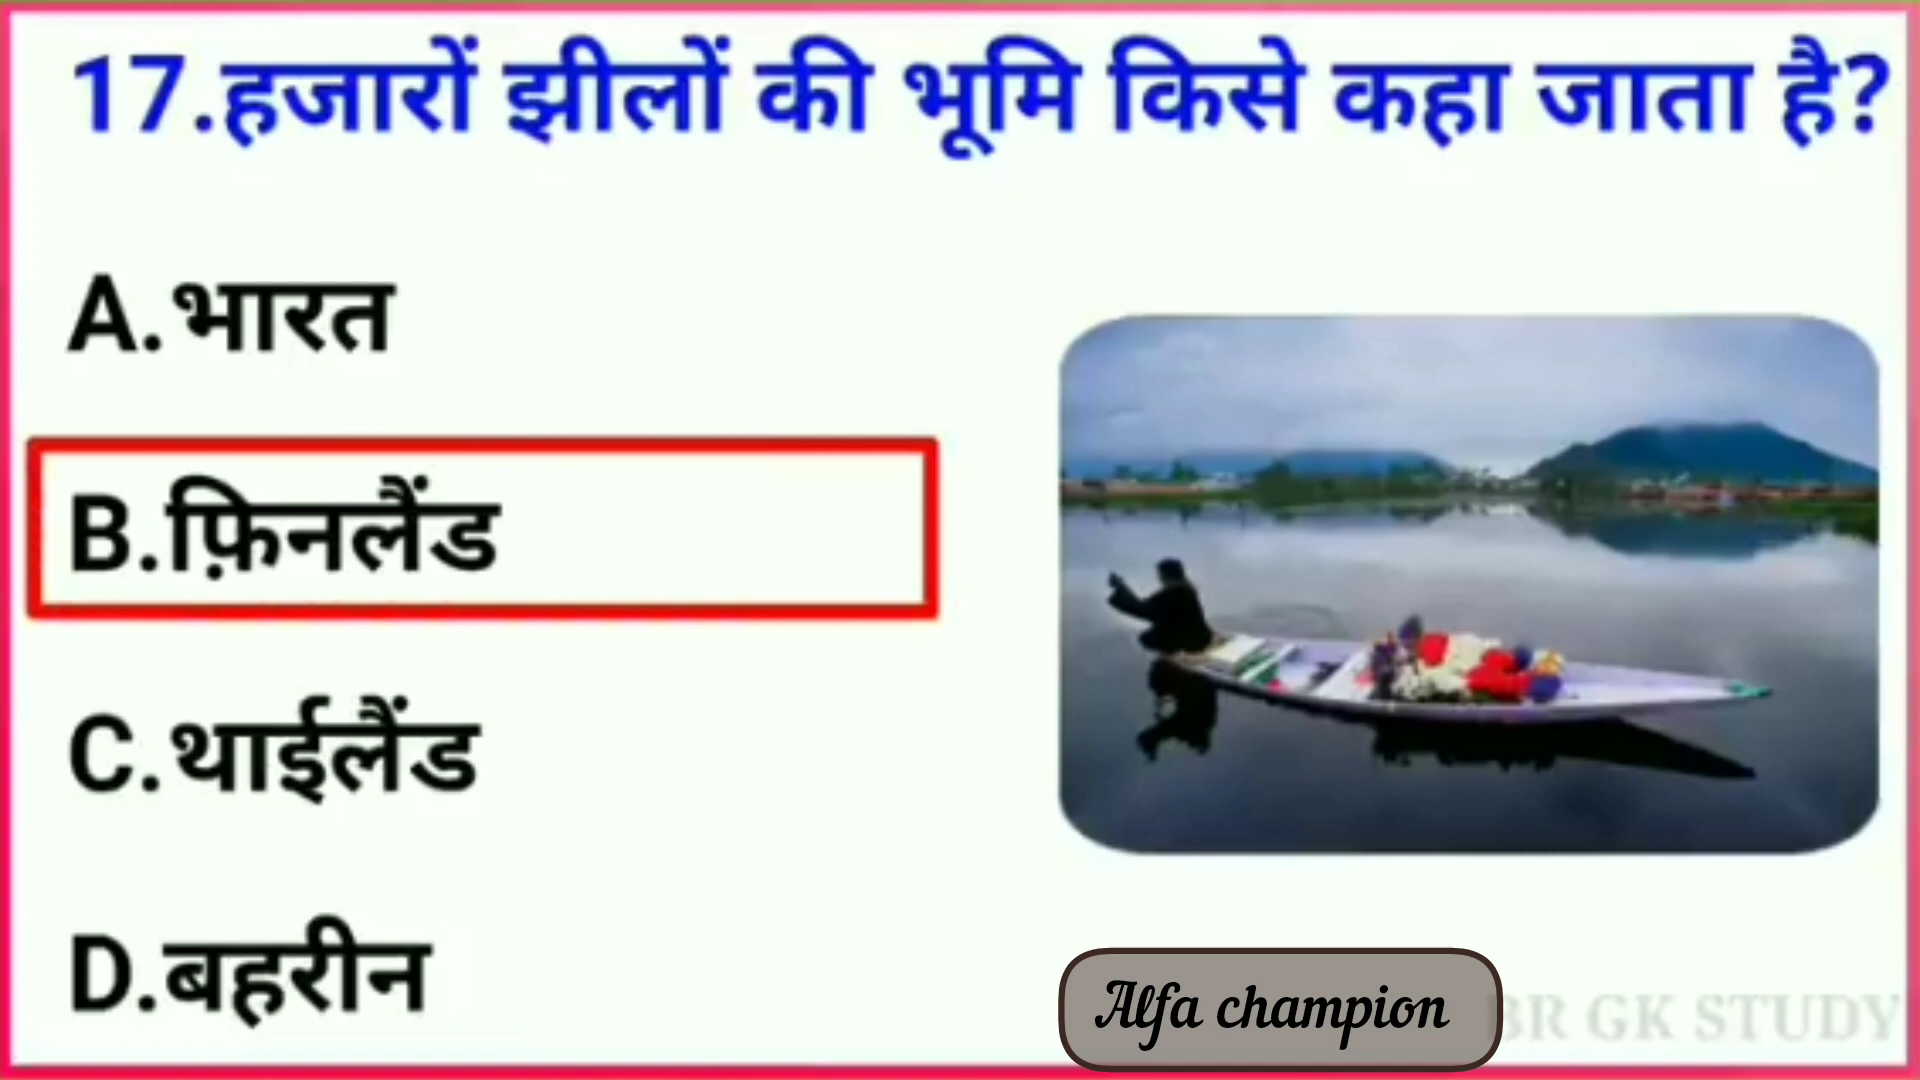 17.हजारों झीलों की भूमि किसे कहा जाता है?
A.भारत
B.फ़िनलैंड
C.थाईलैंड
D.बहरीन
Alfa champion
BR GK STUDY